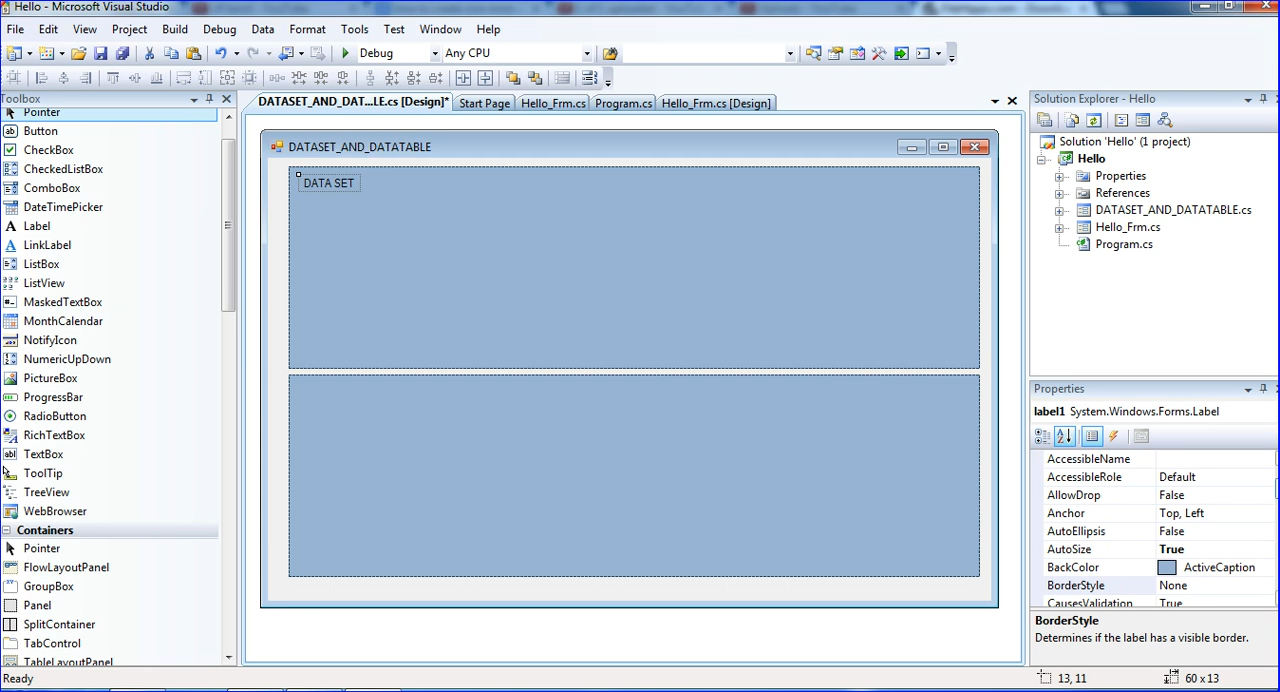 Hello - Microsoft Visual Studio
File Edit View Project Build Debug Data Format Tools Test Window Help
Debug Any CPU
Toolbox
DATASET_AND_DAT...LE.cs [Design]* Start Page Hello_Frm.cs Program.cs Hello_Frm.cs [Design]
Pointer
Button
CheckBox
CheckedListBox
ComboBox
DateTimePicker
Label
LinkLabel
ListBox
ListView
MaskedTextBox
MonthCalendar
NotifyIcon
NumericUpDown
PictureBox
ProgressBar
RadioButton
RichTextBox
TextBox
ToolTip
TreeView
WebBrowser
Containers
Pointer
FlowLayoutPanel
GroupBox
Panel
SplitContainer
TabControl
TableLayoutPanel
DATASET_AND_DATATABLE
DATA SET
Solution Explorer - Hello
Solution 'Hello' (1 project)
Hello
Properties
References
DATASET_AND_DATATABLE.cs
Hello_Frm.cs
Program.cs
Properties
label1 System.Windows.Forms.Label
AccessibleName
AccessibleRole Default
AllowDrop False
Anchor Top, Left
AutoEllipsis False
AutoSize True
BackColor ActiveCaption
BorderStyle None
CausesValidation True
BorderStyle
Determines if the label has a visible border.
Ready 13, 11 60 x 13